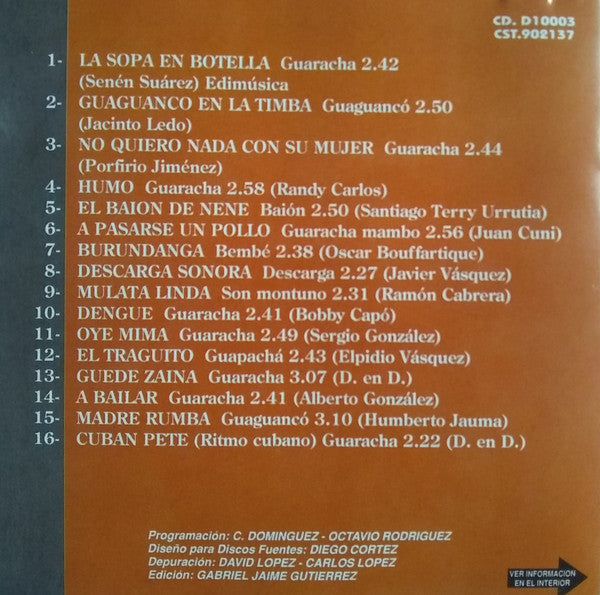 CD. D10003
CST.902137
1- LA SOPA EN BOTELLA Guaracha 2.42
(Senén Suárez) Edimúsica
2- GUAGUANCO EN LA TIMBA Guaguancó 2.50
(Jacinto Ledo)
3- NO QUIERO NADA CON SU MUJER Guaracha 2.44
(Porfirio Jiménez)
4- HUMO Guaracha 2.58 (Randy Carlos)
5- EL BAION DE NENE Baión 2.50 (Santiago Terry Urrutia)
6- A PASARSE UN POLLO Guaracha mambo 2.56 (Juan Cuni)
7- BURUNDANGA Bembé 2.38 (Oscar Bouffartique)
8- DESCARGA SONORA Descarga 2.27 (Javier Vásquez)
9- MULATA LINDA Son montuno 2.31 (Ramón Cabrera)
10- DENGUE Guaracha 2.41 (Bobby Capó)
11- OYE MIMA Guaracha 2.49 (Sergio González)
12- EL TRAGUITO Guapachá 2.43 (Elpidio Vásquez)
13- GUEDE ZAINA Guaracha 3.07 (D. en D.)
14- A BAILAR Guaracha 2.41 (Alberto González)
15- MADRE RUMBA Guaguancó 3.10 (Humberto Jauma)
16- CUBAN PETE (Ritmo cubano) Guaracha 2.22 (D. en D.)
Programación: C. DOMINGUEZ - OCTAVIO RODRIGUEZ
Diseño para Discos Fuentes: DIEGO CORTEZ
Depuración: DAVID LOPEZ - CARLOS LOPEZ
Edición: GABRIEL JAIME GUTIERREZ
VER INFORMACION
EN EL INTERIOR